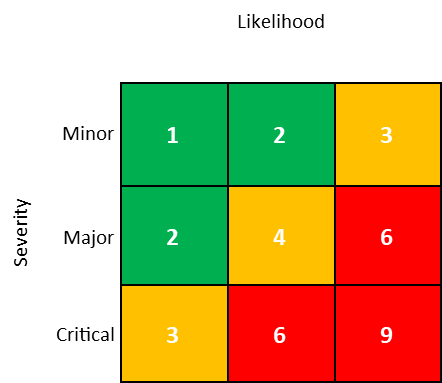 Likelihood
Minor 1 2 3
Severity
Major 2 4 6
Critical 3 6 9